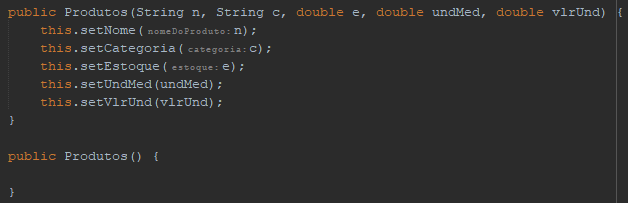 public Produtos(String n, String c, double e, double undMed, double vlrUnd) {
this.setNome( nomeDoProduto: n);
this.setCategoria( categoria: c);
this.setEstoque( estoque: e);
this.setUndMed(undMed);
this.setVlrUnd(vlrUnd);
}
public Produtos() {
}